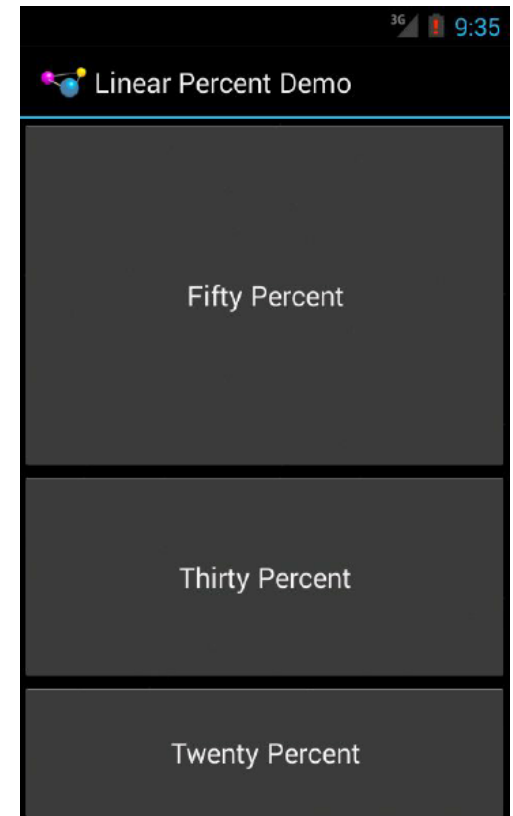 3G 9:35
Linear Percent Demo
Fifty Percent
Thirty Percent
Twenty Percent